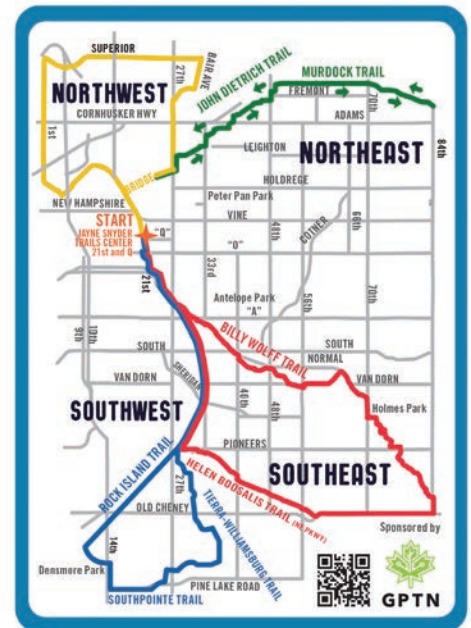 SUPERIOR
27th
BAIR AVE
NORTHWEST
CORNHUSKER HWY
1st
JOHN DIETRICH TRAIL
MURDOCK TRAIL
FREMONT
70th
ADAMS
84th
LEIGHTON
NORTHEAST
HOLDREGE
BRIDGE
NEW HAMPSHIRE
Peter Pan Park
START
JAYNE SNYDER
TRAILS CENTER
21st and Q
"Q"
VINE
48th
COTNER
66th
"O"
21st
33rd
Antelope Park
"A"
56th
70th
9th
10th
SOUTH
BILLY WOLFF TRAIL
SOUTH
NORMAL
SHERIDAN
VAN DORN
VAN DORN
40th
48th
Holmes Park
SOUTHWEST
PIONEERS
SOUTHEAST
ROCK ISLAND TRAIL
HELEN BOOSALIS TRAIL (NE PKWY)
27th
OLD CHENEY
TIERRA-WILLIAMSBURG TRAIL
14th
Densmore Park
SOUTHPOINTE TRAIL
PINE LAKE ROAD
Sponsored by
GPTN